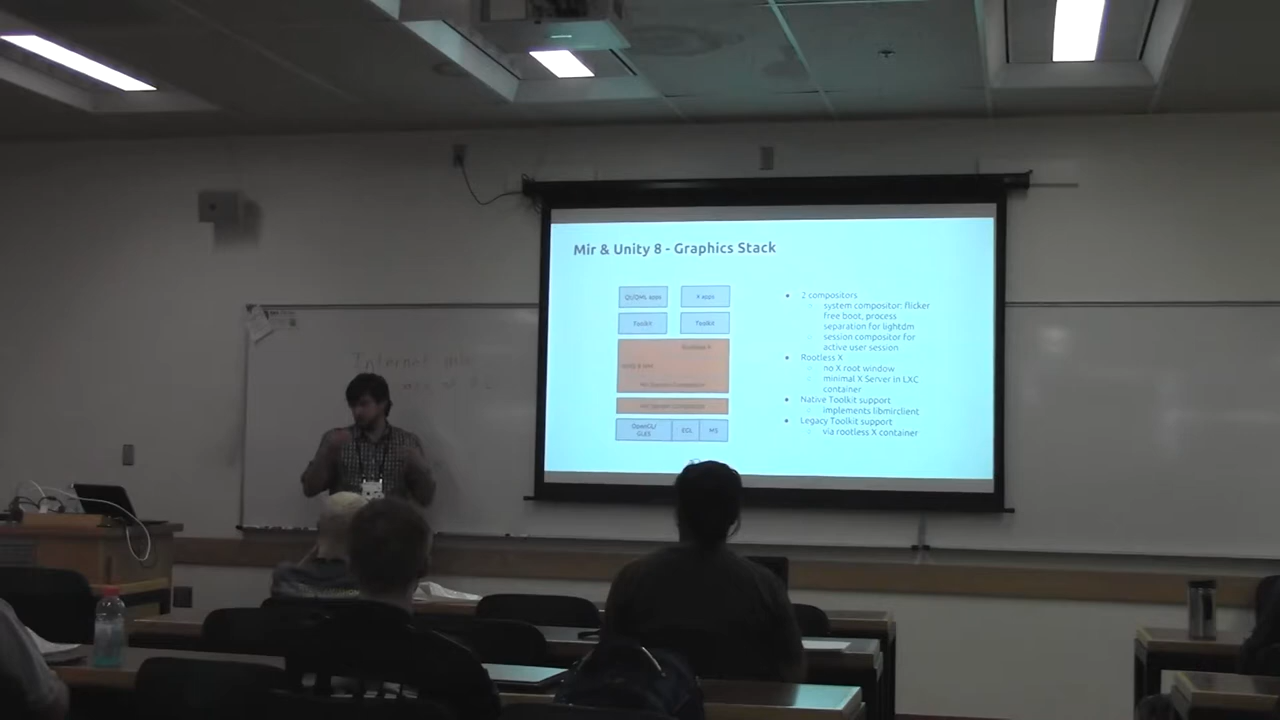 Mir & Unity 8 - Graphics Stack
Qt/QML apps
X apps
Toolkit
Toolkit
Rootless X
OpenGL/
GLES
EGL
• 2 compositors
system compositor: flicker
free boot, process
separation for lightdm
session compositor for
active user session
• Rootless X
no X root window
minimal X Server in LXC
container
• Native Toolkit support
implements libmirclient
• Legacy Toolkit support
via rootless X container
Internet